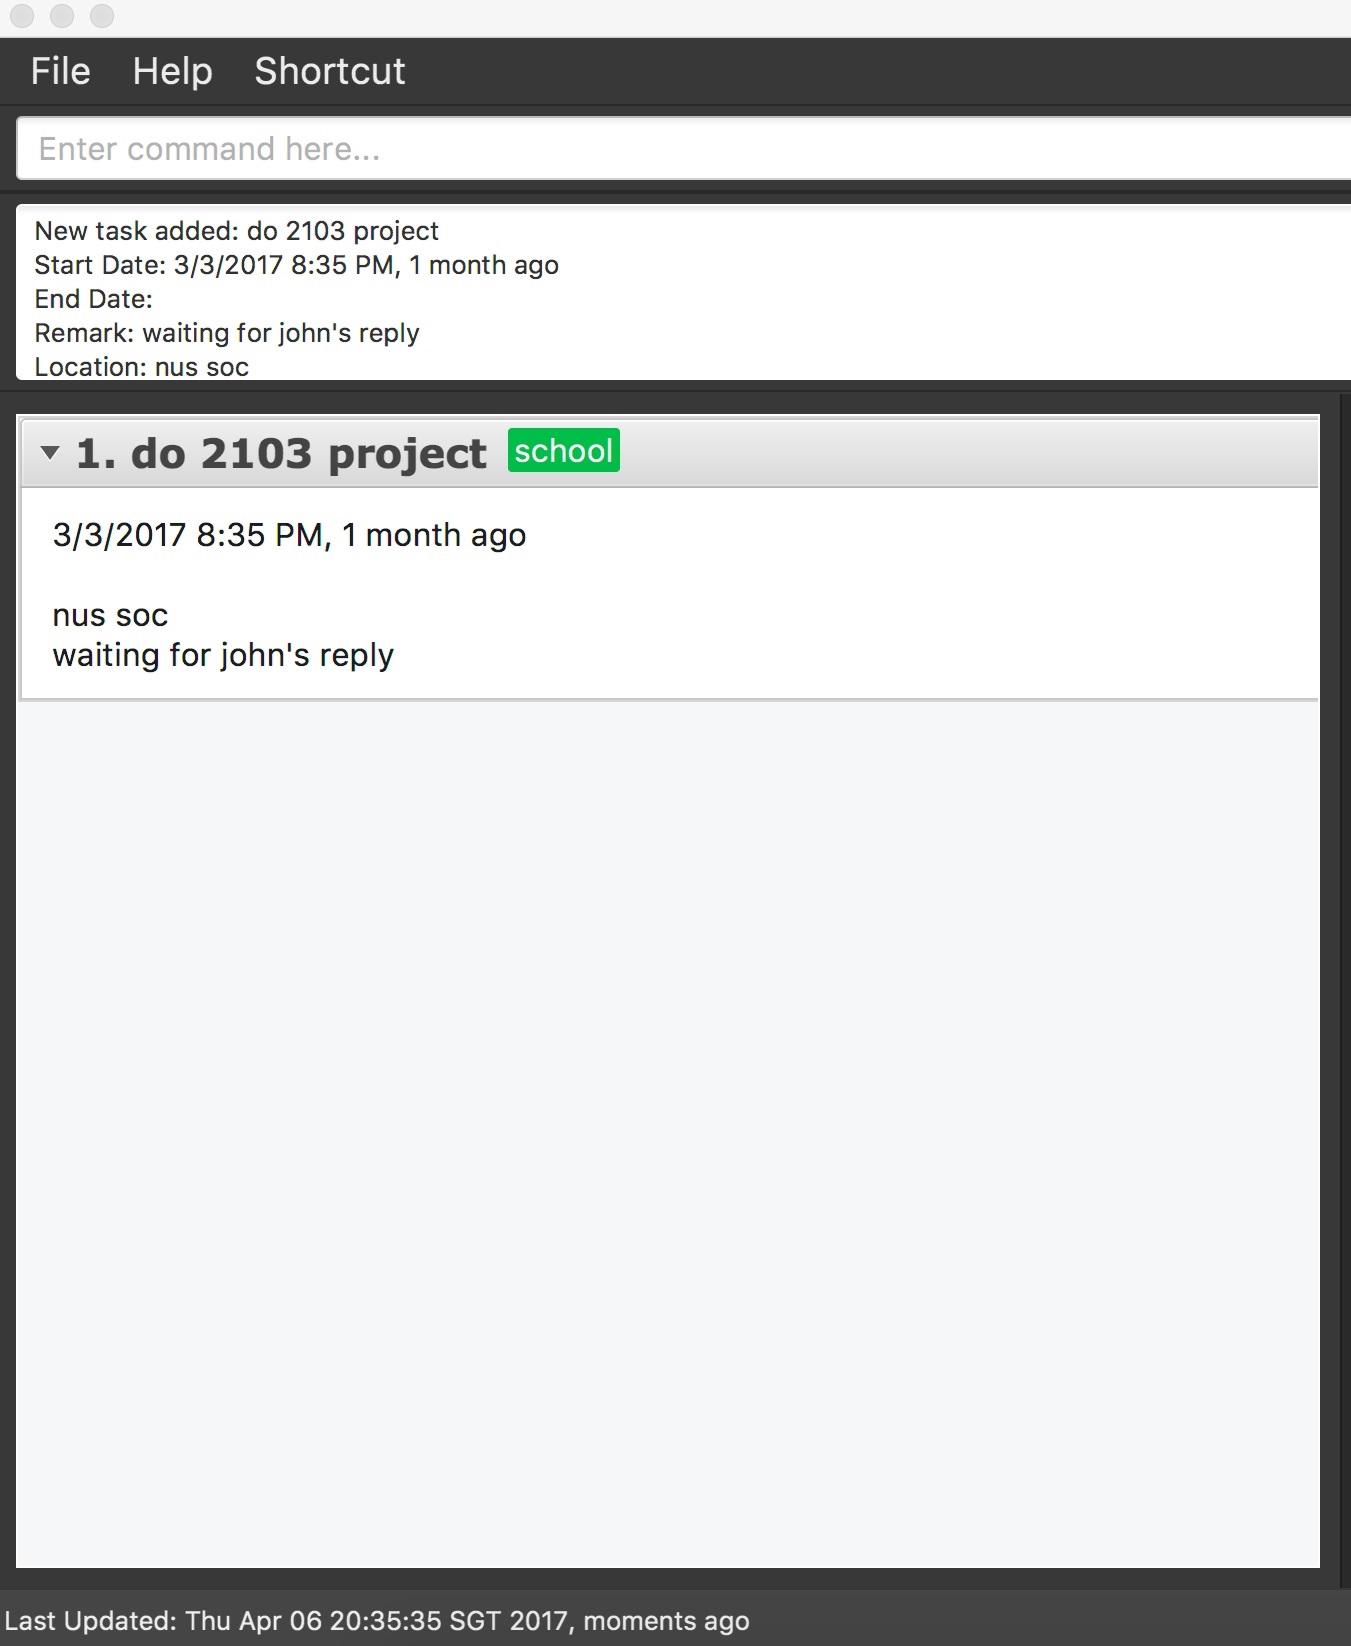 File Help Shortcut
Enter command here...
New task added: do 2103 project
Start Date: 3/3/2017 8:35 PM, 1 month ago
End Date:
Remark: waiting for john's reply
Location: nus soc
1. do 2103 project school
3/3/2017 8:35 PM, 1 month ago
nus soc
waiting for john's reply
Last Updated: Thu Apr 06 20:35:35 SGT 2017, moments ago